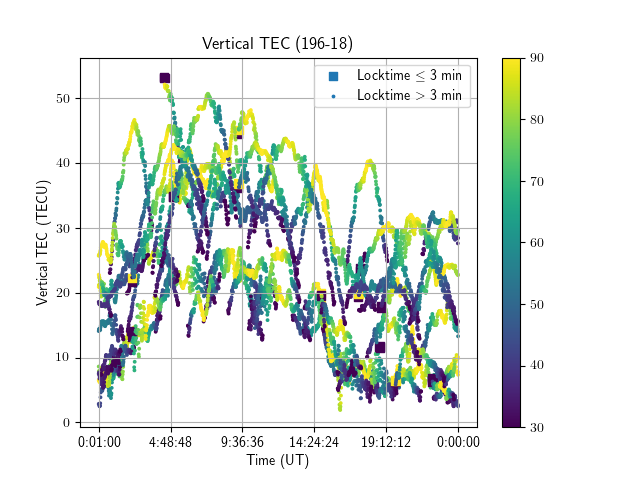 Vertical TEC (196-18)
Locktime ≤ 3 min
Locktime > 3 min
Vertical TEC (TECU)
50
40
30
20
10
0
0:01:00 4:48:48 9:36:36 14:24:24 19:12:12 0:00:00
Time (UT)
90
80
70
60
50
40
30